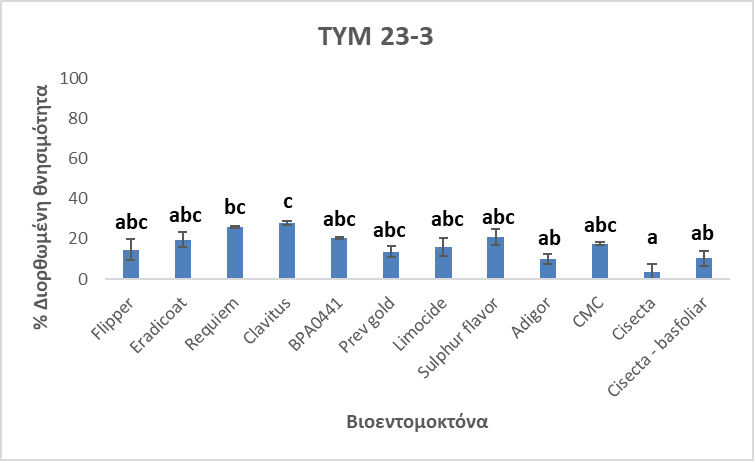 TYM 23-3
% Διορθωμένη θνησιμότητα
100
80
60
40
20
0
abc
abc
bc
c
abc
abc
abc
abc
ab
abc
a
ab
Flipper
Eradicoat
Requiem
Clavitus
BPA0441
Prev gold
Limocide
Sulphur flavor
Adigor
CMC
Cisecta
Cisecta - basfoliar
Βιοεντομοκτόνα